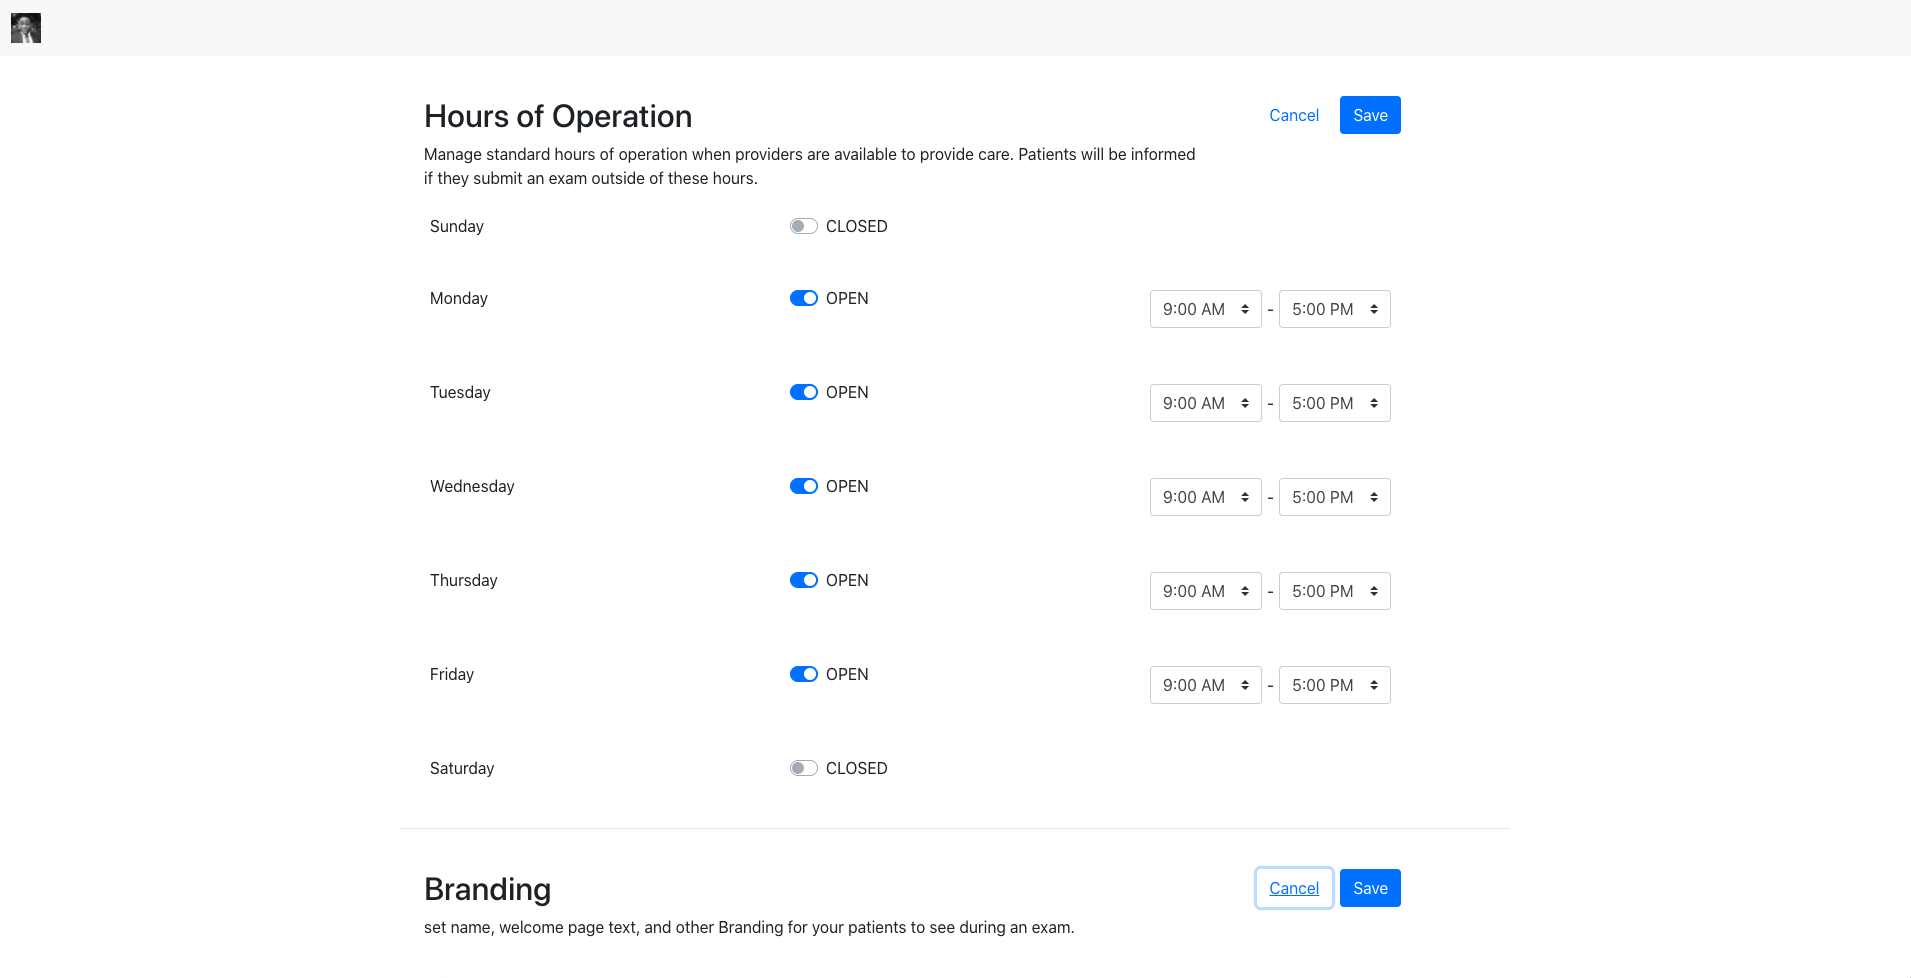 Hours of Operation
Cancel
Save
Manage standard hours of operation when providers are available to provide care. Patients will be informed
if they submit an exam outside of these hours.
Sunday
CLOSED
Monday
OPEN
9:00 AM - 5:00 PM
Tuesday
OPEN
9:00 AM - 5:00 PM
Wednesday
OPEN
9:00 AM - 5:00 PM
Thursday
OPEN
9:00 AM - 5:00 PM
Friday
OPEN
9:00 AM - 5:00 PM
Saturday
CLOSED
Branding
Cancel
Save
set name, welcome page text, and other Branding for your patients to see during an exam.